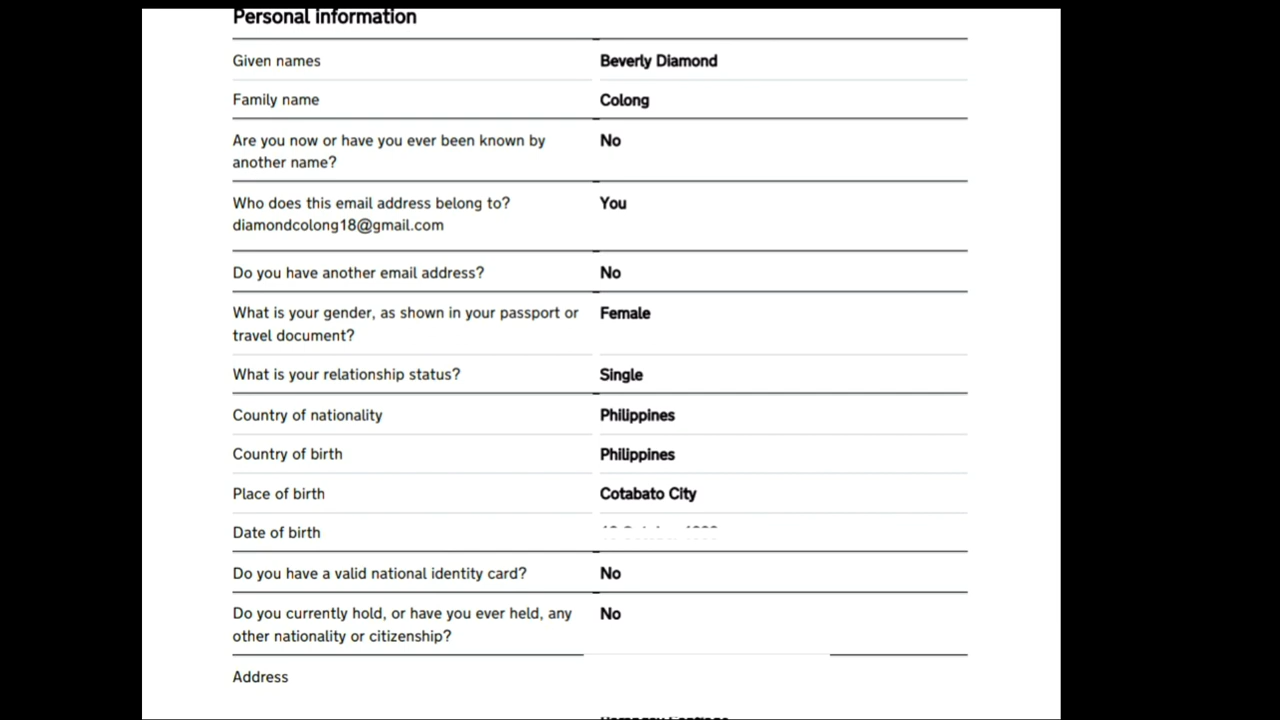 Personal information
Given names Beverly Diamond
Family name Colong
Are you now or have you ever been known by No
another name?
Who does this email address belong to? You
diamondcolong18@gmail.com
Do you have another email address? No
What is your gender, as shown in your passport or Female
travel document?
What is your relationship status? Single
Country of nationality Philippines
Country of birth Philippines
Place of birth Cotabato City
Date of birth
Do you have a valid national identity card? No
Do you currently hold, or have you ever held, any No
other nationality or citizenship?
Address